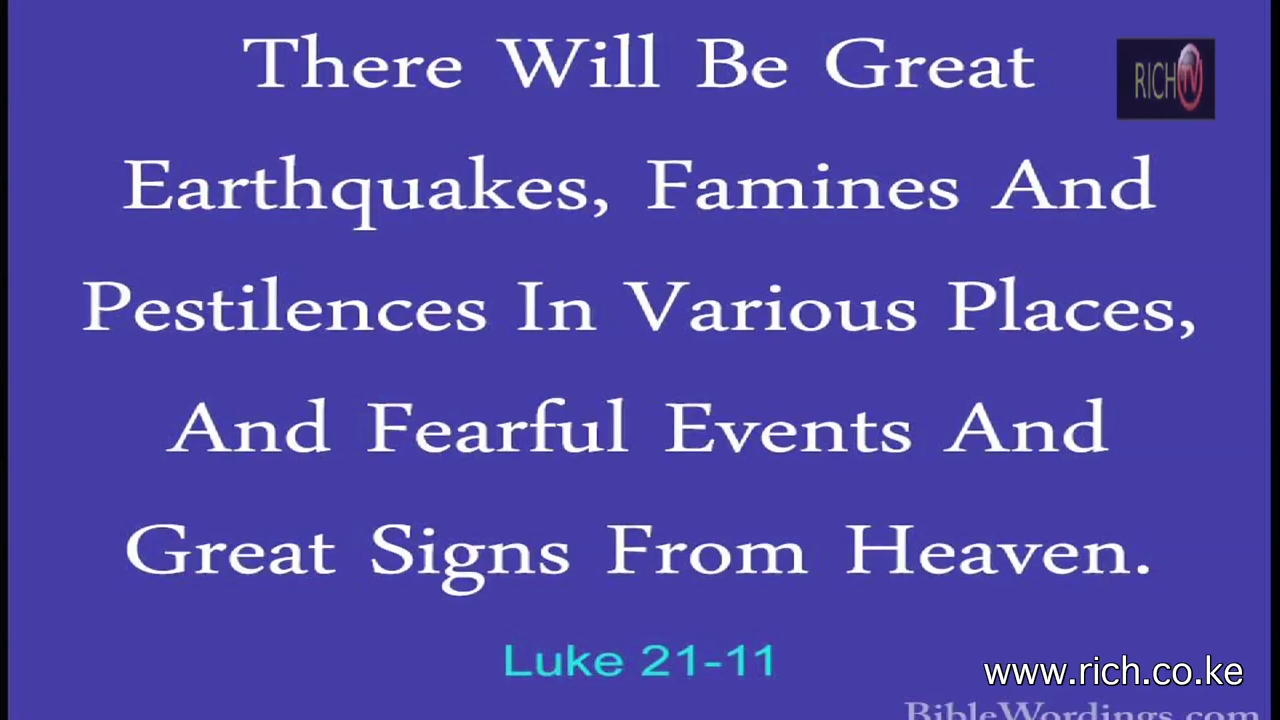 There Will Be Great
RICH TV
Earthquakes, Famines And
Pestilences In Various Places,
And Fearful Events And
Great Signs From Heaven.
Luke 21-11
www.rich.co.ke
BibleWordings.com